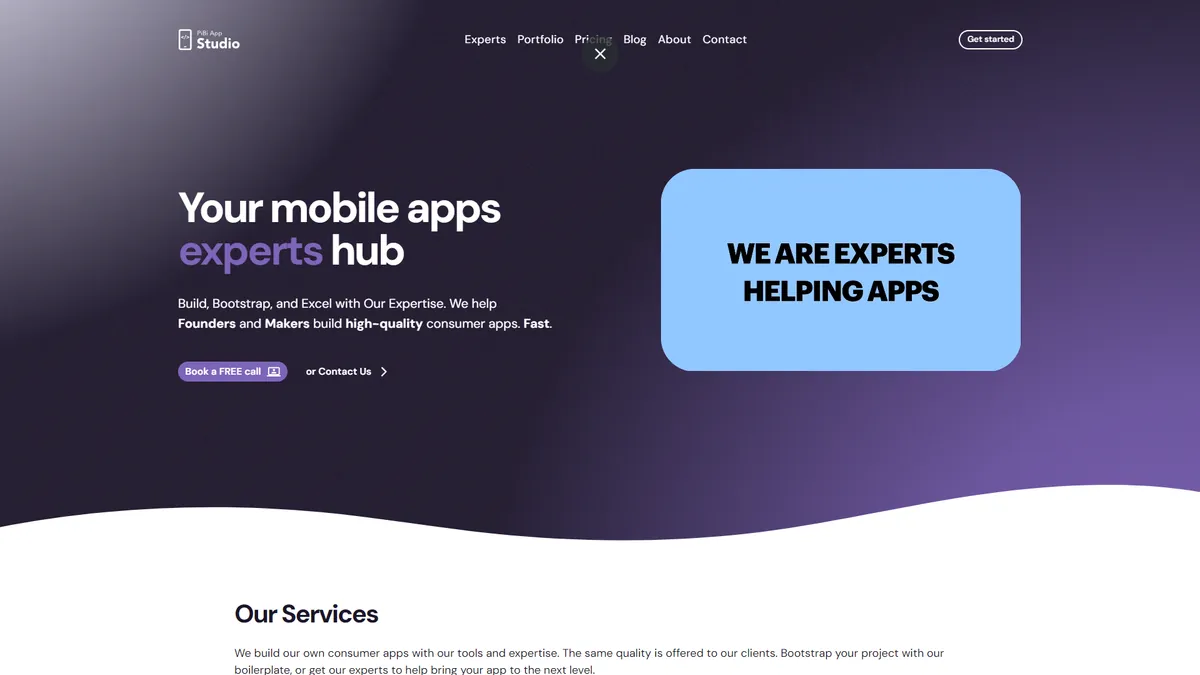 PiBi App
Studio
Experts Portfolio Pricing Blog About Contact
Get started
Your mobile apps
experts hub
Build, Bootstrap, and Excel with Our Expertise. We help
Founders and Makers build high-quality consumer apps. Fast.
Book a FREE call
or Contact Us
WE ARE EXPERTS
HELPING APPS
Our Services
We build our own consumer apps with our tools and expertise. The same quality is offered to our clients. Bootstrap your project with our
boilerplate, or get our experts to help bring your app to the next level.